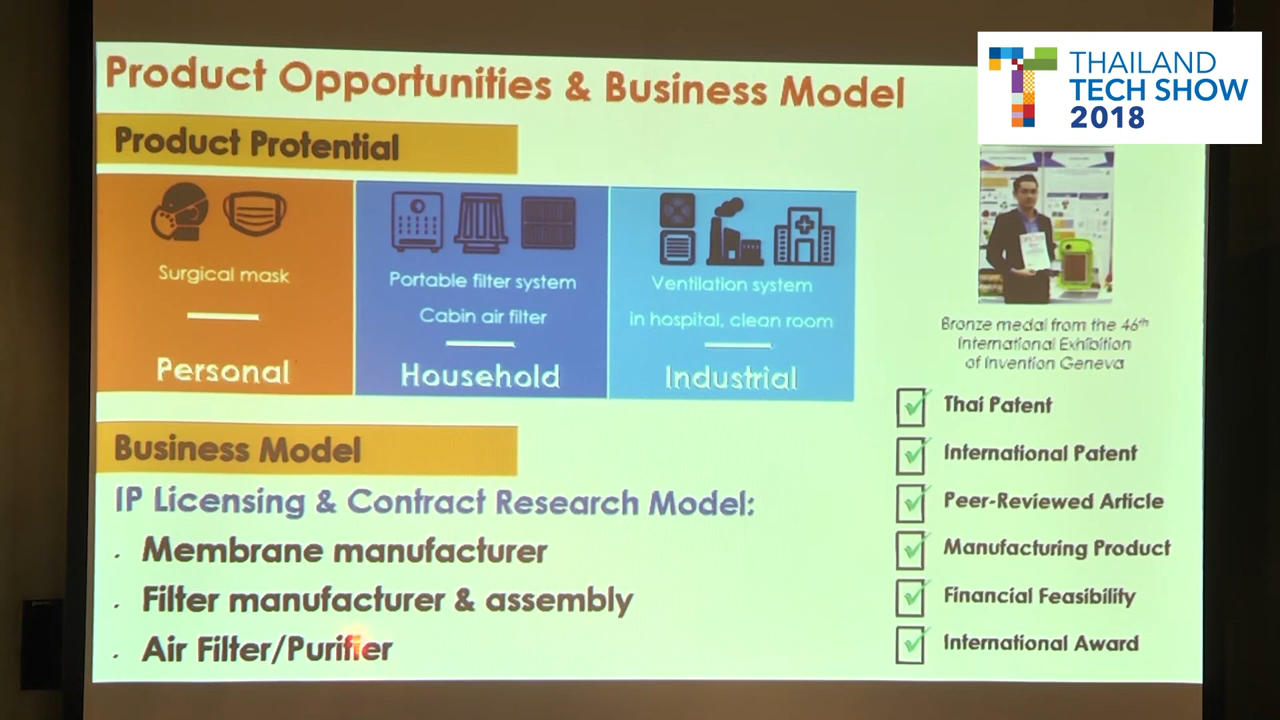 Product Opportunities & Business Model
THAILAND
TECH SHOW
2018
Product Protential
Surgical mask
Personal
Portable filter system
Cabin air filter
Household
Ventilation system
in hospital, clean room
Industrial
Bronze medal from the 46th
International Exhibition
of Invention Geneva
Business Model
IP Licensing & Contract Research Model:
. Membrane manufacturer
. Filter manufacturer & assembly
. Air Filter/Purifier
Thai Patent
International Patent
Peer-Reviewed Article
Manufacturing Product
Financial Feasibility
International Award